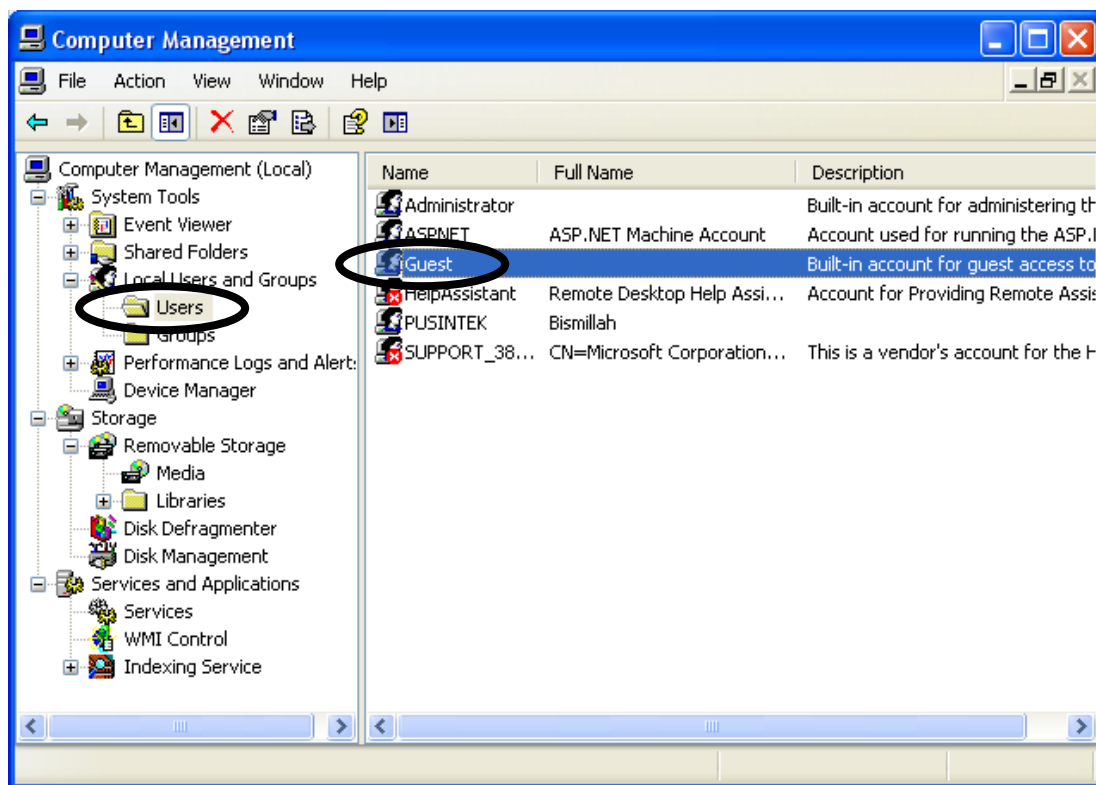 Computer Management
File Action View Window Help
Computer Management (Local)
System Tools
Event Viewer
Shared Folders
Local Users and Groups
Users
Groups
Performance Logs and Alert
Device Manager
Storage
Removable Storage
Media
Libraries
Disk Defragmenter
Disk Management
Services and Applications
Services
WMI Control
Indexing Service
Name Full Name Description
Administrator Built-in account for administering th
ASPNET ASP.NET Machine Account Account used for running the ASP.
Guest Built-in account for guest access to
HelpAssistant Remote Desktop Help Assi... Account for Providing Remote Assis
PUSINTEK Bismillah
SUPPORT_38... CN=Microsoft Corporation... This is a vendor's account for the H